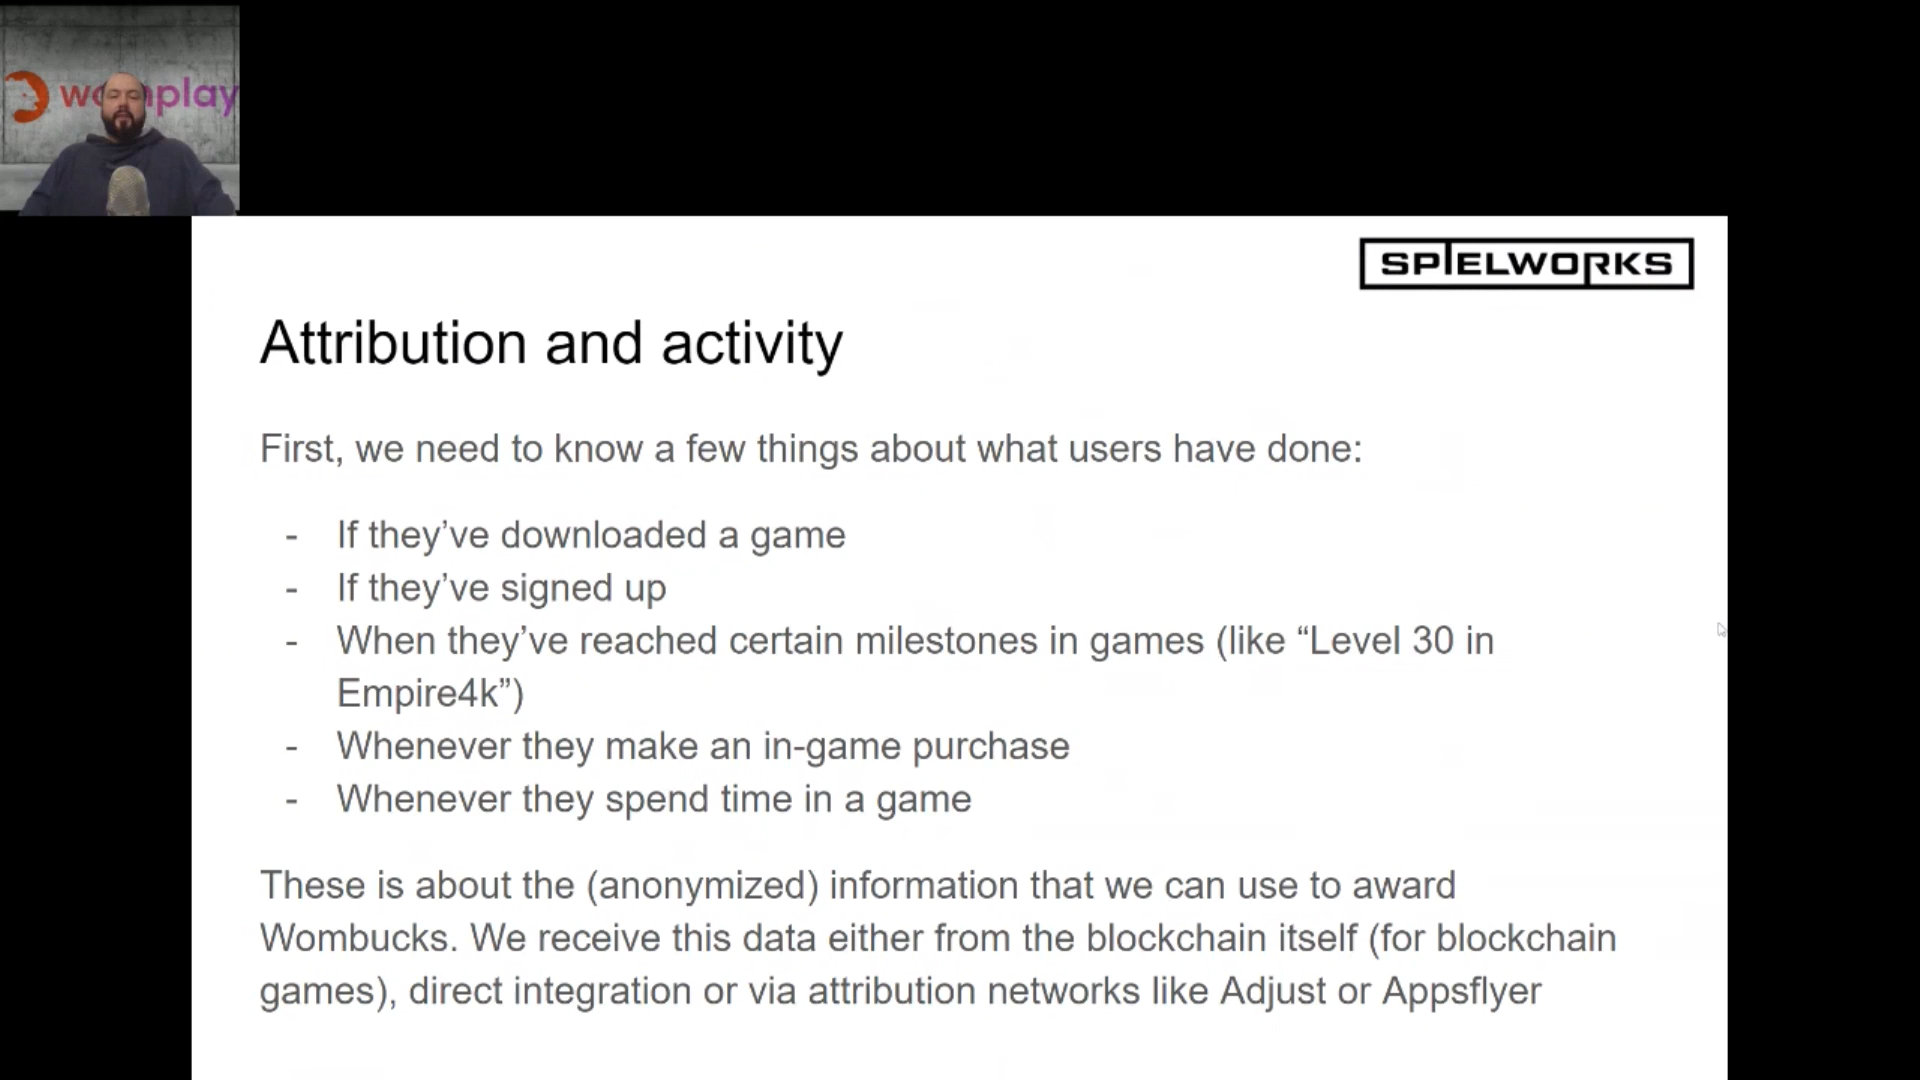 play
SPIELWORKS
Attribution and activity
First, we need to know a few things about what users have done:
- If they’ve downloaded a game
- If they’ve signed up
- When they’ve reached certain milestones in games (like “Level 30 in
Empire4k”)
- Whenever they make an in-game purchase
- Whenever they spend time in a game
These is about the (anonymized) information that we can use to award
Wombucks. We receive this data either from the blockchain itself (for blockchain
games), direct integration or via attribution networks like Adjust or Appsflyer